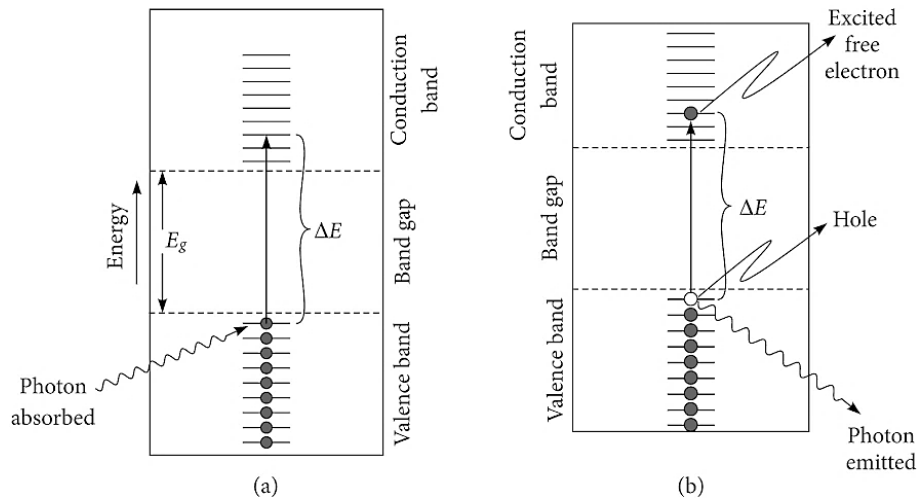 Conduction
band
Energy
E_g
ΔE
Band gap
Valence band
Photon
absorbed
(a)
Conduction
band
Excited
free
electron
Band gap
ΔE
Hole
Valence band
Photon
emitted
(b)